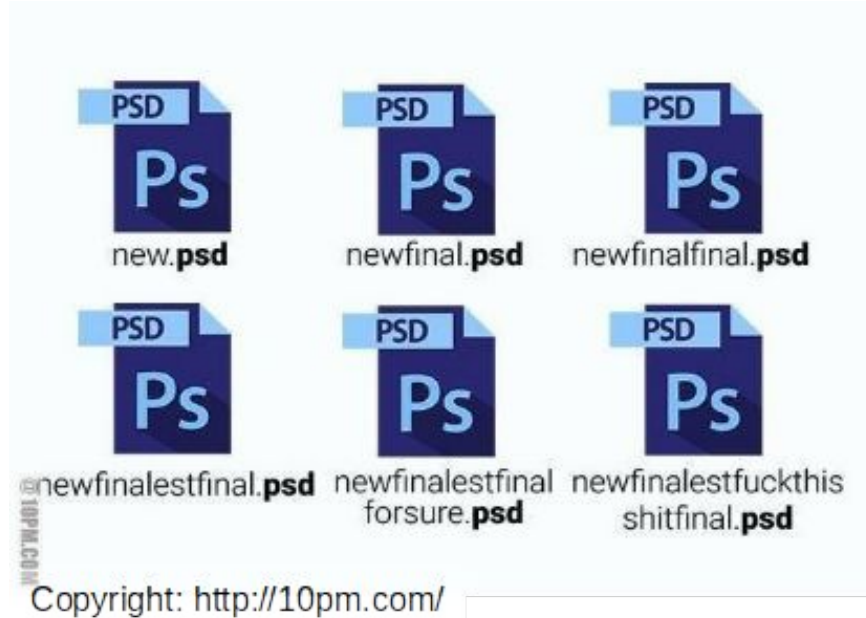 PSD PSD PSD
Ps Ps Ps
new.psd newfinal.psd newfinalfinal.psd
PSD PSD PSD
Ps Ps Ps
newfinalestfinal.psd newfinalestfinal newfinalestfuckthis
forsure.psd shitfinal.psd
@10PM.COM
Copyright: http://10pm.com/